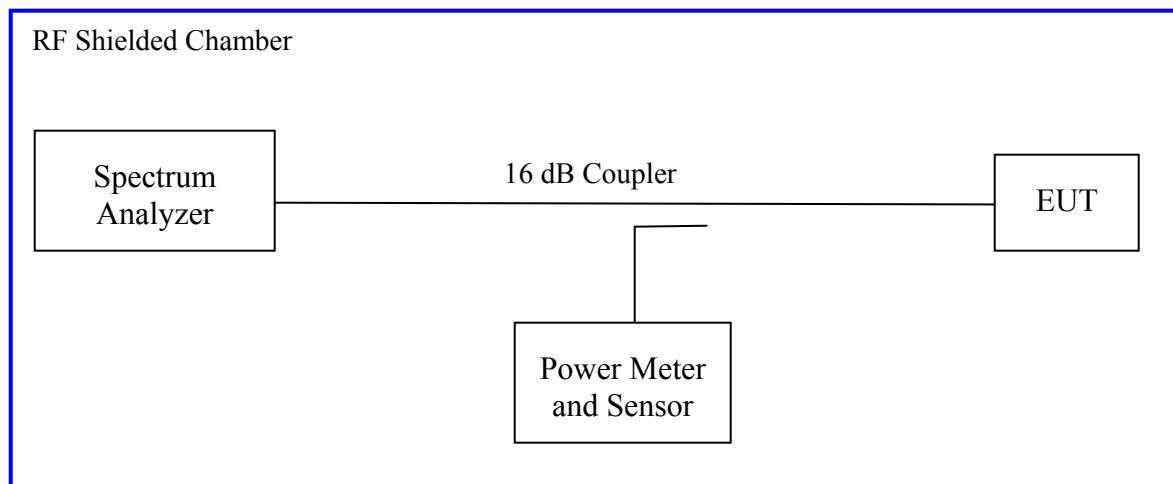 RF Shielded Chamber
Spectrum
Analyzer
16 dB Coupler
EUT
Power Meter
and Sensor